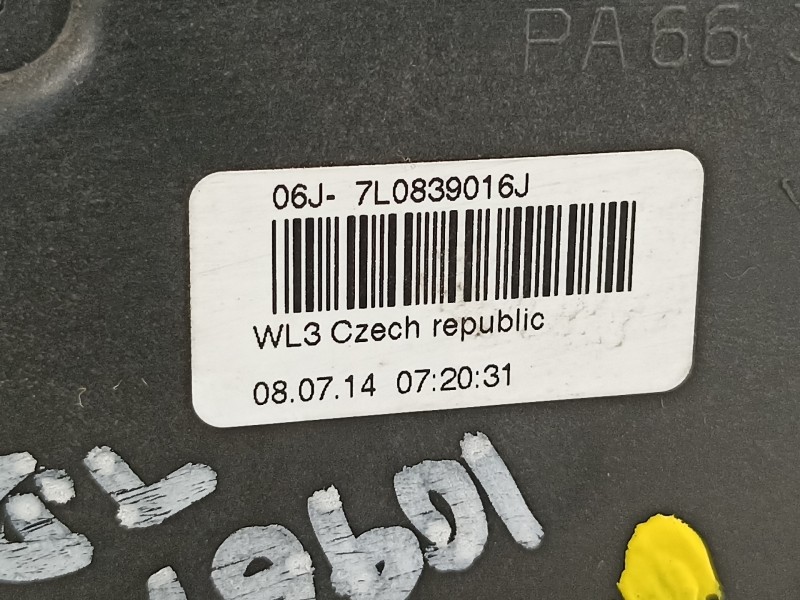 PA66
06J- 7L0839016J
WL3 Czech republic
08.07.14 07:20:31